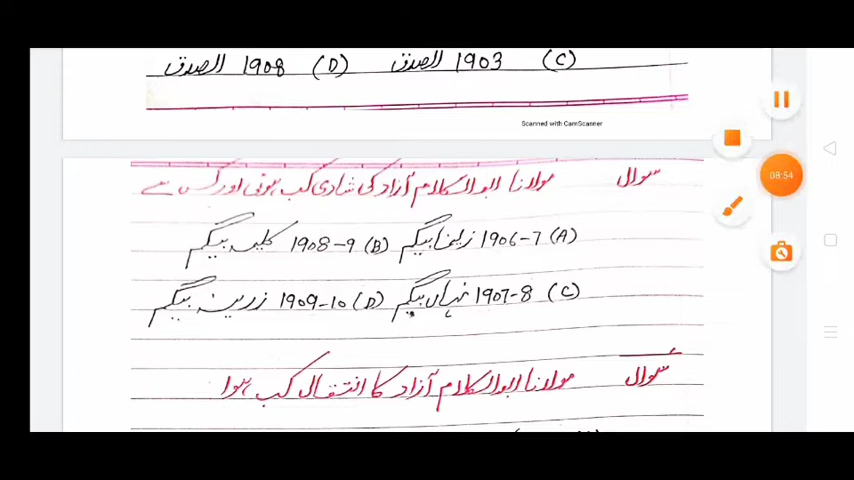 (C) 1903 الصدق (D) 1908 الصدق
Scanned with CamScanner
سوال مولانا ابوالکلام آزاد کی شادی کب ہوئی اور کس سے
(A) 1906-7 زلیخا بیگم (B) 1908-9 کلیمہ بیگم
(C) 1907-8 بیگم (D) 1909-10 زرینہ بیگم
سوال مولانا ابوالکلام آزاد کا انتقال کب ہوا
08:54